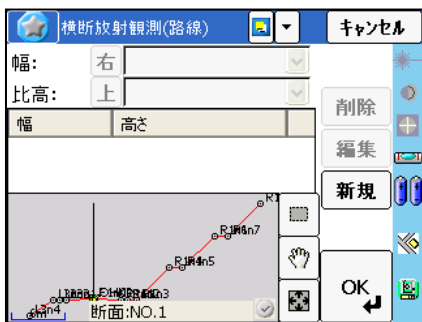 横断放射観測(路線)
キャンセル
幅: 右
比高: 上
削除
幅 高さ
編集
新規
断面:NO.1
OK